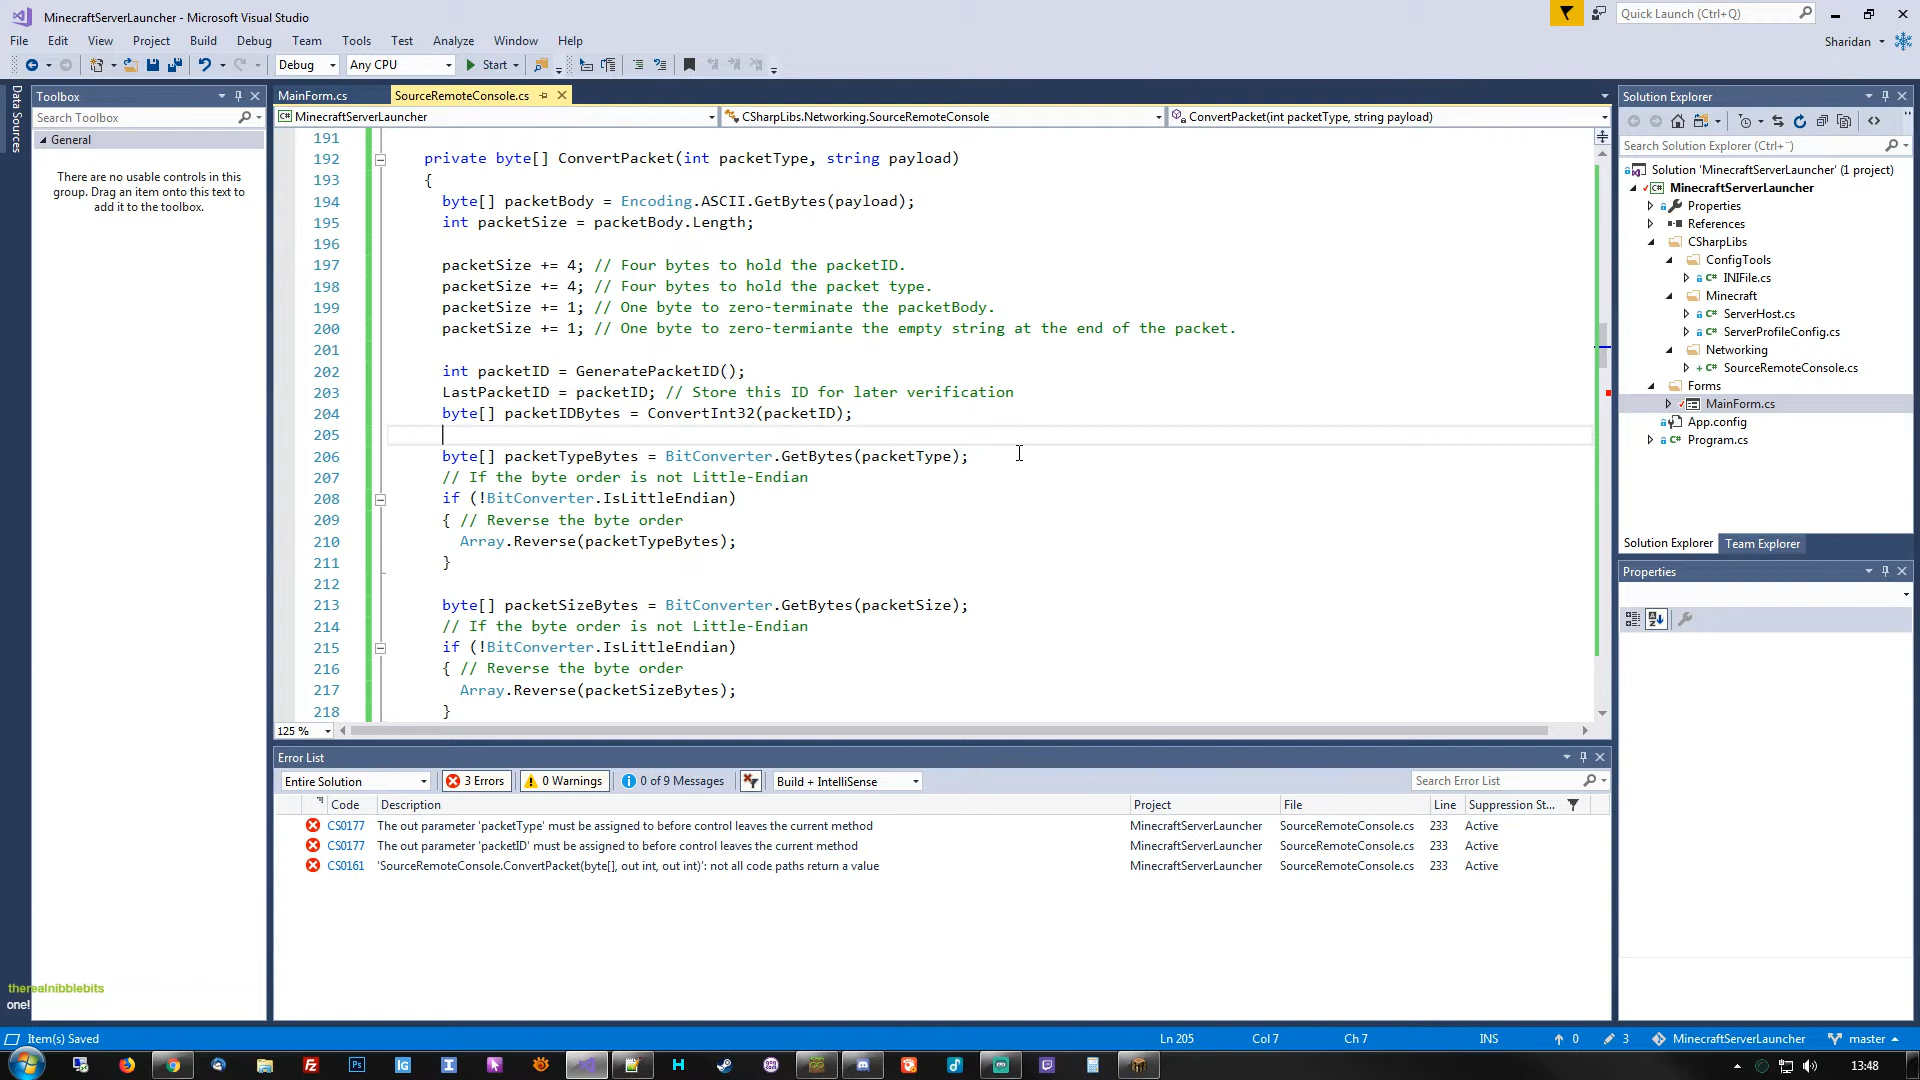 MinecraftServerLauncher - Microsoft Visual Studio
Quick Launch (Ctrl+Q)
File Edit View Project Build Debug Team Tools Test Analyze Window Help
Sharidan
Debug Any CPU Start
Data Sources
Toolbox
Search Toolbox
General
There are no usable controls in this
group. Drag an item onto this text to
add it to the toolbox.
MainForm.cs SourceRemoteConsole.cs
MinecraftServerLauncher CSharpLibs.Networking.SourceRemoteConsole ConvertPacket(int packetType, string payload)
191
192 private byte[] ConvertPacket(int packetType, string payload)
193 {
194 byte[] packetBody = Encoding.ASCII.GetBytes(payload);
195 int packetSize = packetBody.Length;
196
197 packetSize += 4; // Four bytes to hold the packetID.
198 packetSize += 4; // Four bytes to hold the packet type.
199 packetSize += 1; // One byte to zero-terminate the packetBody.
200 packetSize += 1; // One byte to zero-termiante the empty string at the end of the packet.
201
202 int packetID = GeneratePacketID();
203 LastPacketID = packetID; // Store this ID for later verification
204 byte[] packetIDBytes = ConvertInt32(packetID);
205
206 byte[] packetTypeBytes = BitConverter.GetBytes(packetType);
207 // If the byte order is not Little-Endian
208 if (!BitConverter.IsLittleEndian)
209 { // Reverse the byte order
210 Array.Reverse(packetTypeBytes);
211 }
212
213 byte[] packetSizeBytes = BitConverter.GetBytes(packetSize);
214 // If the byte order is not Little-Endian
215 if (!BitConverter.IsLittleEndian)
216 { // Reverse the byte order
217 Array.Reverse(packetSizeBytes);
218 }
125 %
Error List
Entire Solution 3 Errors 0 Warnings 0 of 9 Messages Build + IntelliSense Search Error List
Code Description Project File Line Suppression St...
CS0177 The out parameter 'packetType' must be assigned to before control leaves the current method MinecraftServerLauncher SourceRemoteConsole.cs 233 Active
CS0177 The out parameter 'packetID' must be assigned to before control leaves the current method MinecraftServerLauncher SourceRemoteConsole.cs 233 Active
CS0161 'SourceRemoteConsole.ConvertPacket(byte[], out int, out int)': not all code paths return a value MinecraftServerLauncher SourceRemoteConsole.cs 233 Active
Solution Explorer
Search Solution Explorer (Ctrl+¨)
Solution 'MinecraftServerLauncher' (1 project)
MinecraftServerLauncher
Properties
References
CSharpLibs
ConfigTools
INIFile.cs
Minecraft
ServerHost.cs
ServerProfileConfig.cs
Networking
SourceRemoteConsole.cs
Forms
MainForm.cs
App.config
Program.cs
Solution Explorer Team Explorer
Properties
therealnibblebits
one!
Item(s) Saved Ln 205 Col 7 Ch 7 INS 0 3 MinecraftServerLauncher master
13:48